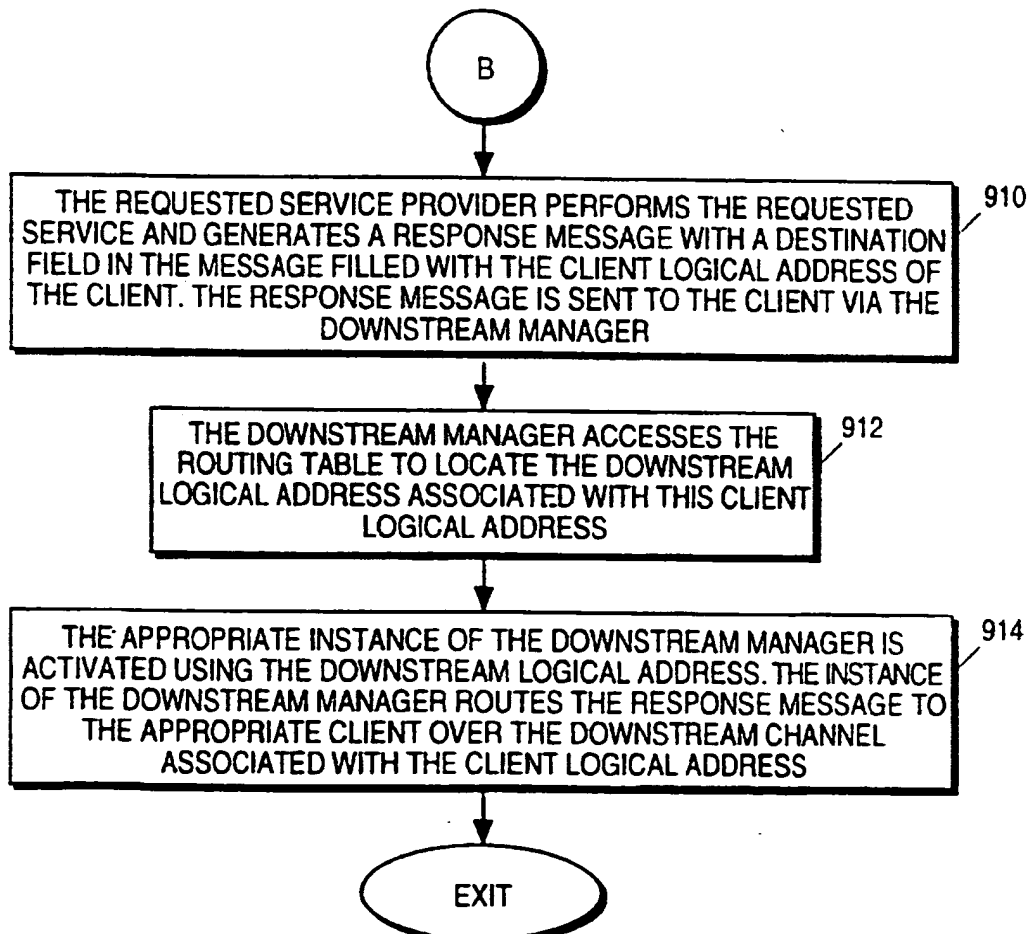 B
THE REQUESTED SERVICE PROVIDER PERFORMS THE REQUESTED
SERVICE AND GENERATES A RESPONSE MESSAGE WITH A DESTINATION
FIELD IN THE MESSAGE FILLED WITH THE CLIENT LOGICAL ADDRESS OF
THE CLIENT. THE RESPONSE MESSAGE IS SENT TO THE CLIENT VIA THE
DOWNSTREAM MANAGER
910
THE DOWNSTREAM MANAGER ACCESSES THE
ROUTING TABLE TO LOCATE THE DOWNSTREAM
LOGICAL ADDRESS ASSOCIATED WITH THIS CLIENT
LOGICAL ADDRESS
912
THE APPROPRIATE INSTANCE OF THE DOWNSTREAM MANAGER IS
ACTIVATED USING THE DOWNSTREAM LOGICAL ADDRESS. THE INSTANCE
OF THE DOWNSTREAM MANAGER ROUTES THE RESPONSE MESSAGE TO
THE APPROPRIATE CLIENT OVER THE DOWNSTREAM CHANNEL
ASSOCIATED WITH THE CLIENT LOGICAL ADDRESS
914
EXIT